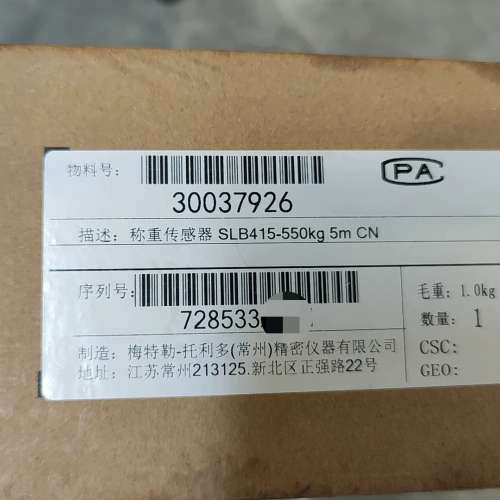 物料号:
30037926
CPA
描述: 称重传感器 SLB415-550kg 5m CN
序列号:
728533
毛重: 1.0kg
数量: 1
制造: 梅特勒-托利多(常州)精密仪器有限公司
地址: 江苏常州213125.新北区正强路22号
CSC:
GEO: